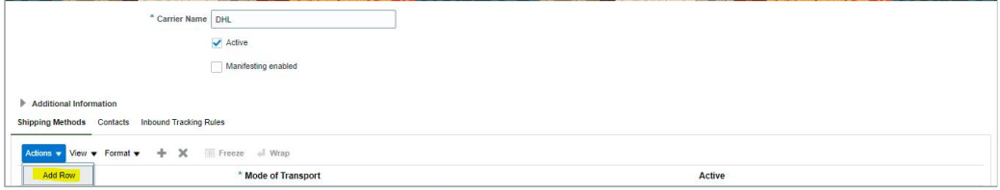 * Carrier Name DHL
Active
Manifesting enabled
Additional Information
Shipping Methods Contacts Inbound Tracking Rules
Actions View Format Freeze Wrap
Add Row * Mode of Transport Active